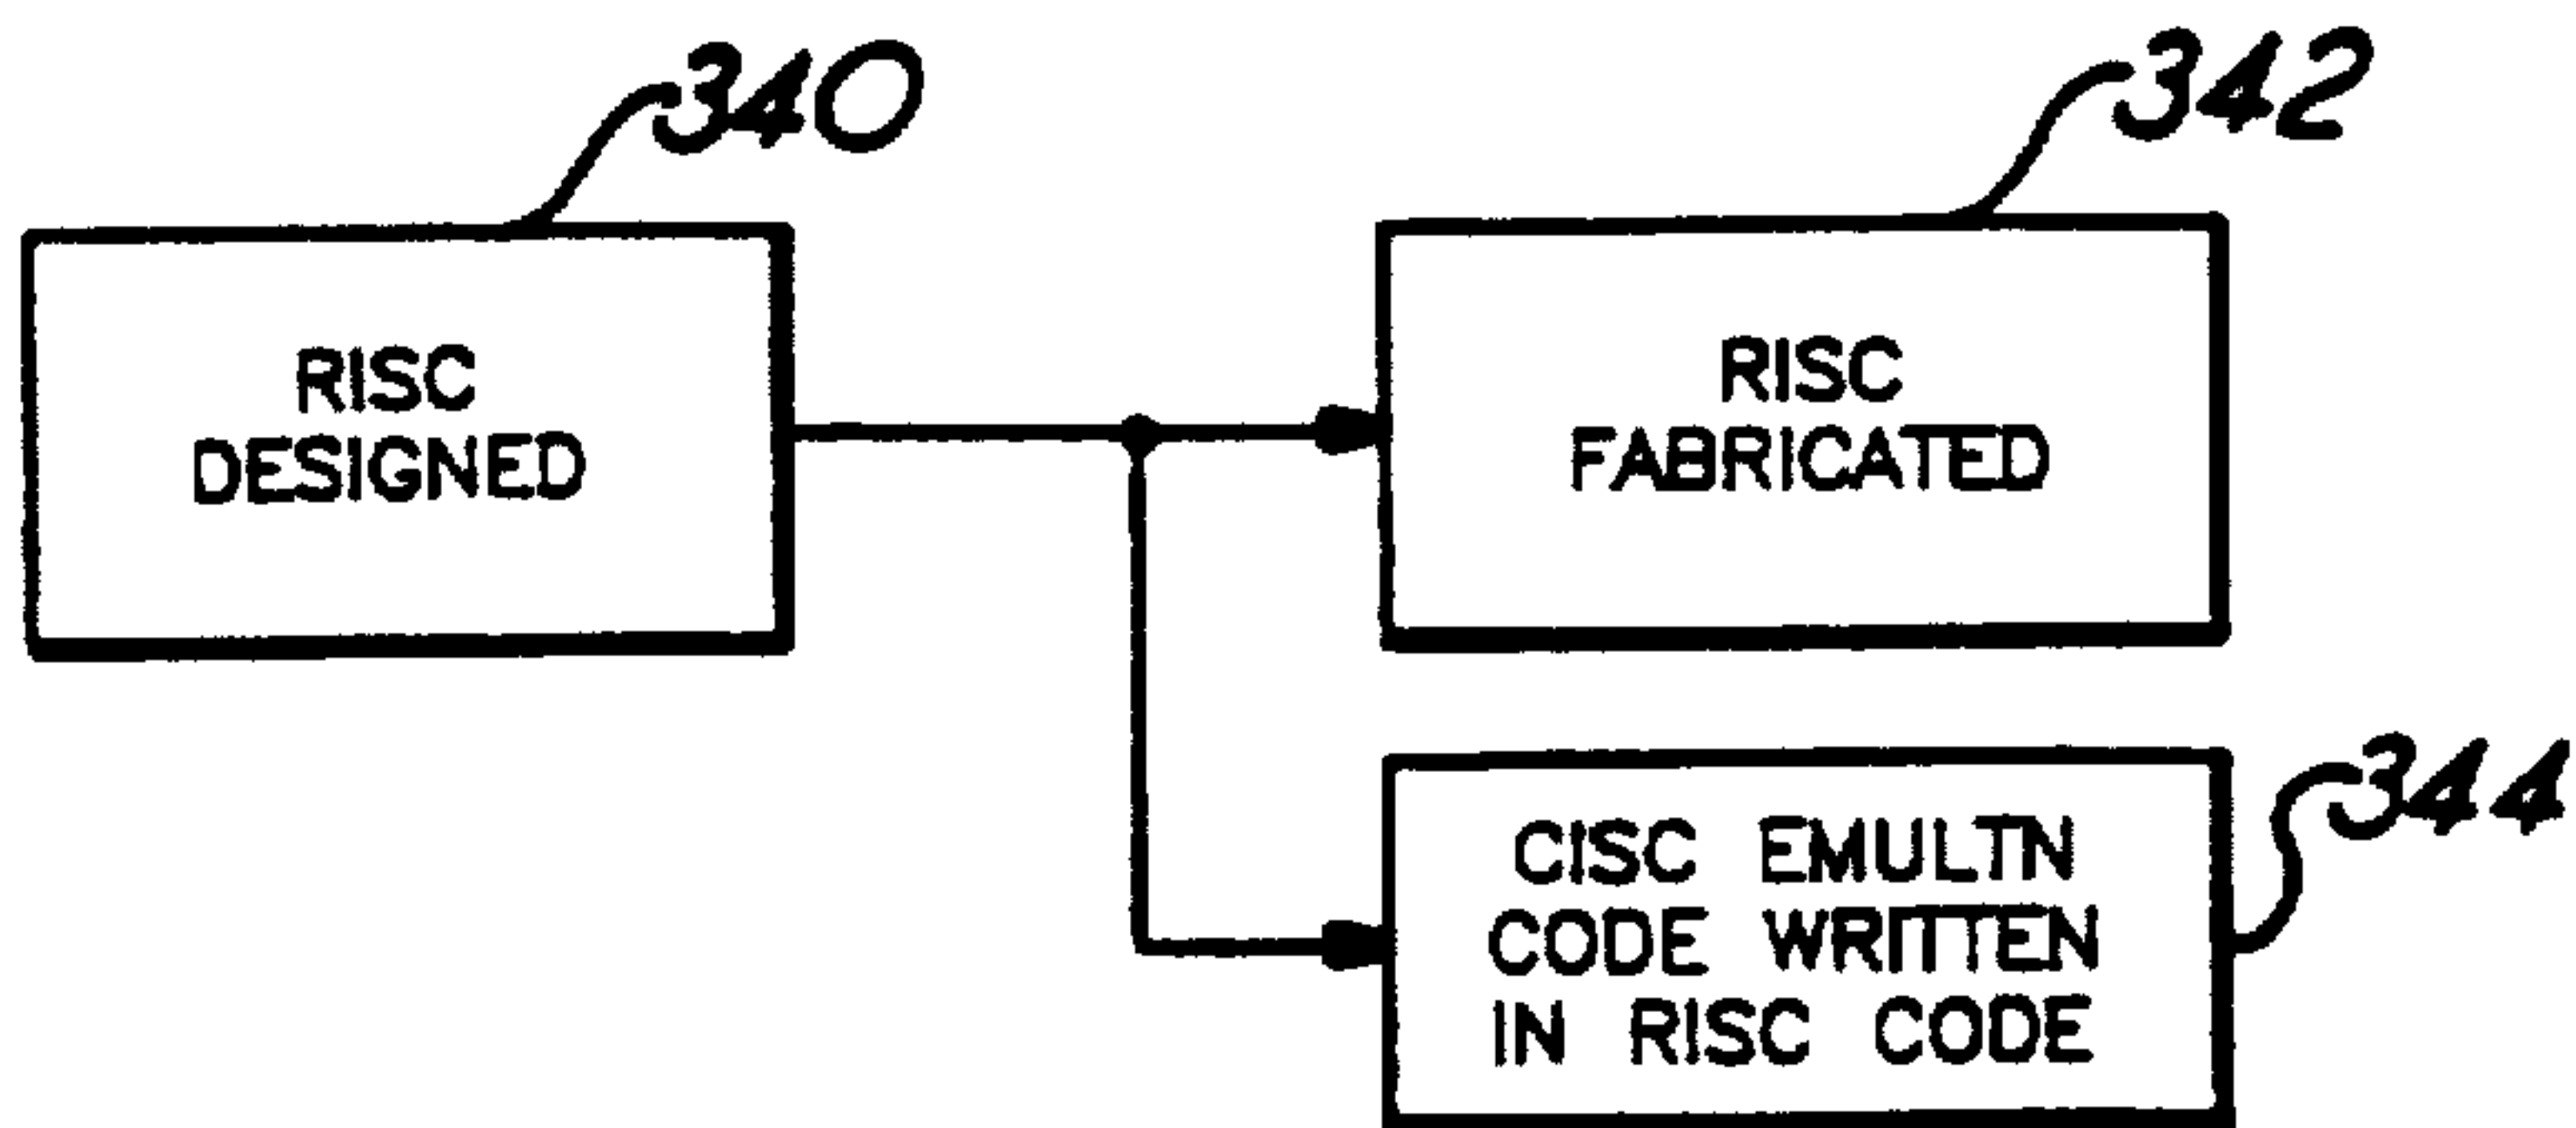 340
342
RISC
DESIGNED
RISC
FABRICATED
344
CISC EMULTN
CODE WRITTEN
IN RISC CODE